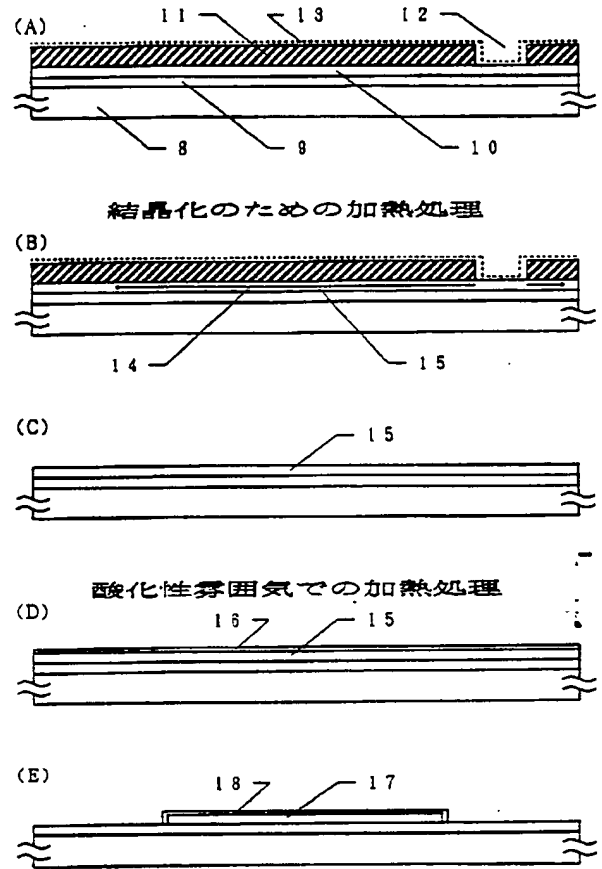 (A)
11 13 12
8 9 10
結晶化のための加熱処理
(B)
14 15
(C)
15
酸化性雰囲気での加熱処理
(D)
16 15
(E)
18 17